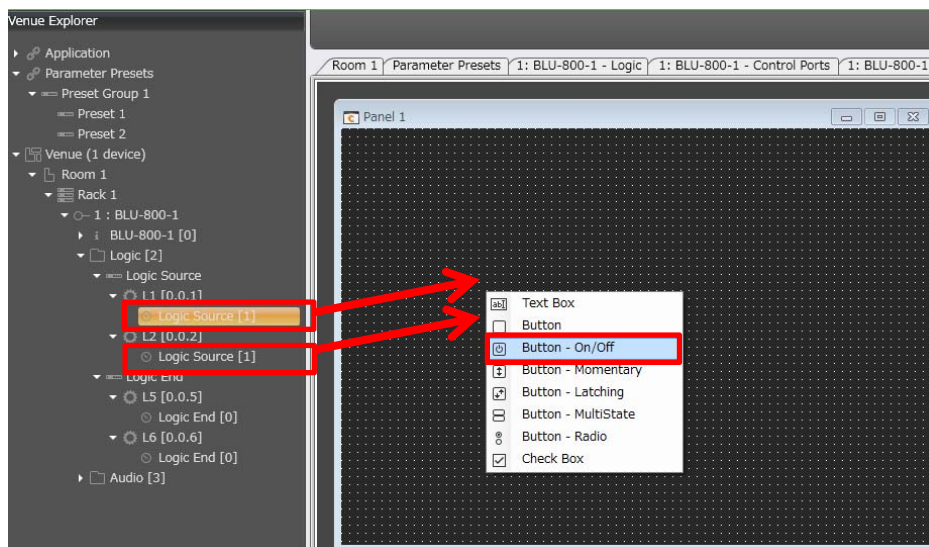 Venue Explorer
Application
Parameter Presets
Preset Group 1
Preset 1
Preset 2
Venue (1 device)
Room 1
Rack 1
1 : BLU-800-1
BLU-800-1 [0]
Logic [2]
Logic Source
L1 [0.0.1]
Logic Source [1]
L2 [0.0.2]
Logic Source [1]
Logic End
L5 [0.0.5]
Logic End [0]
L6 [0.0.6]
Logic End [0]
Audio [3]
Room 1 Parameter Presets 1: BLU-800-1 - Logic 1: BLU-800-1 - Control Ports 1: BLU-800-1
Panel 1
Text Box
Button
Button - On/Off
Button - Momentary
Button - Latching
Button - MultiState
Button - Radio
Check Box